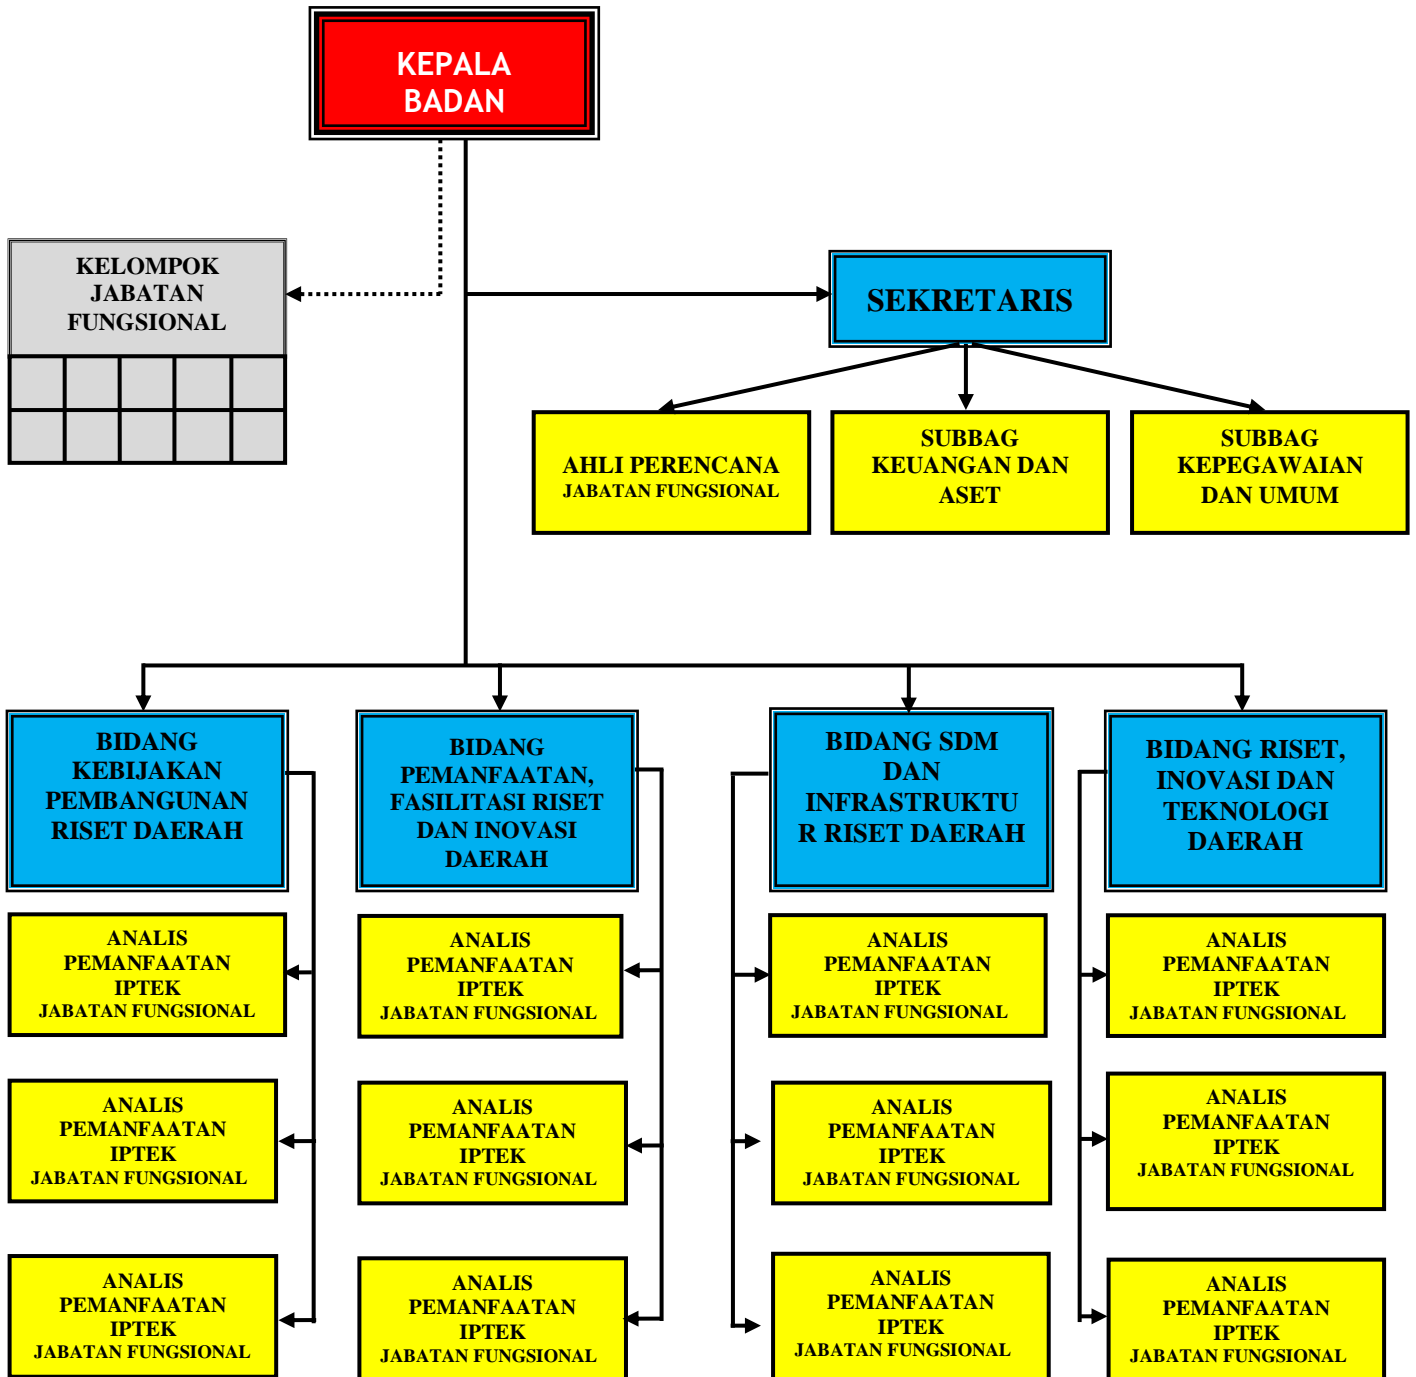 KEPALA
BADAN
KELOMPOK
JABATAN
FUNGSIONAL
SEKRETARIS
AHLI PERENCANA
JABATAN FUNGSIONAL
SUBBAG
KEUANGAN DAN
ASET
SUBBAG
KEPEGAWAIAN
DAN UMUM
BIDANG
KEBIJAKAN
PEMBANGUNAN
RISET DAERAH
BIDANG
PEMANFAATAN,
FASILITASI RISET
DAN INOVASI
DAERAH
BIDANG SDM
DAN
INFRASTRUKTU
R RISET DAERAH
BIDANG RISET,
INOVASI DAN
TEKNOLOGI
DAERAH
ANALIS
PEMANFAATAN
IPTEK
JABATAN FUNGSIONAL
ANALIS
PEMANFAATAN
IPTEK
JABATAN FUNGSIONAL
ANALIS
PEMANFAATAN
IPTEK
JABATAN FUNGSIONAL
ANALIS
PEMANFAATAN
IPTEK
JABATAN FUNGSIONAL
ANALIS
PEMANFAATAN
IPTEK
JABATAN FUNGSIONAL
ANALIS
PEMANFAATAN
IPTEK
JABATAN FUNGSIONAL
ANALIS
PEMANFAATAN
IPTEK
JABATAN FUNGSIONAL
ANALIS
PEMANFAATAN
IPTEK
JABATAN FUNGSIONAL
ANALIS
PEMANFAATAN
IPTEK
JABATAN FUNGSIONAL
ANALIS
PEMANFAATAN
IPTEK
JABATAN FUNGSIONAL
ANALIS
PEMANFAATAN
IPTEK
JABATAN FUNGSIONAL
ANALIS
PEMANFAATAN
IPTEK
JABATAN FUNGSIONAL